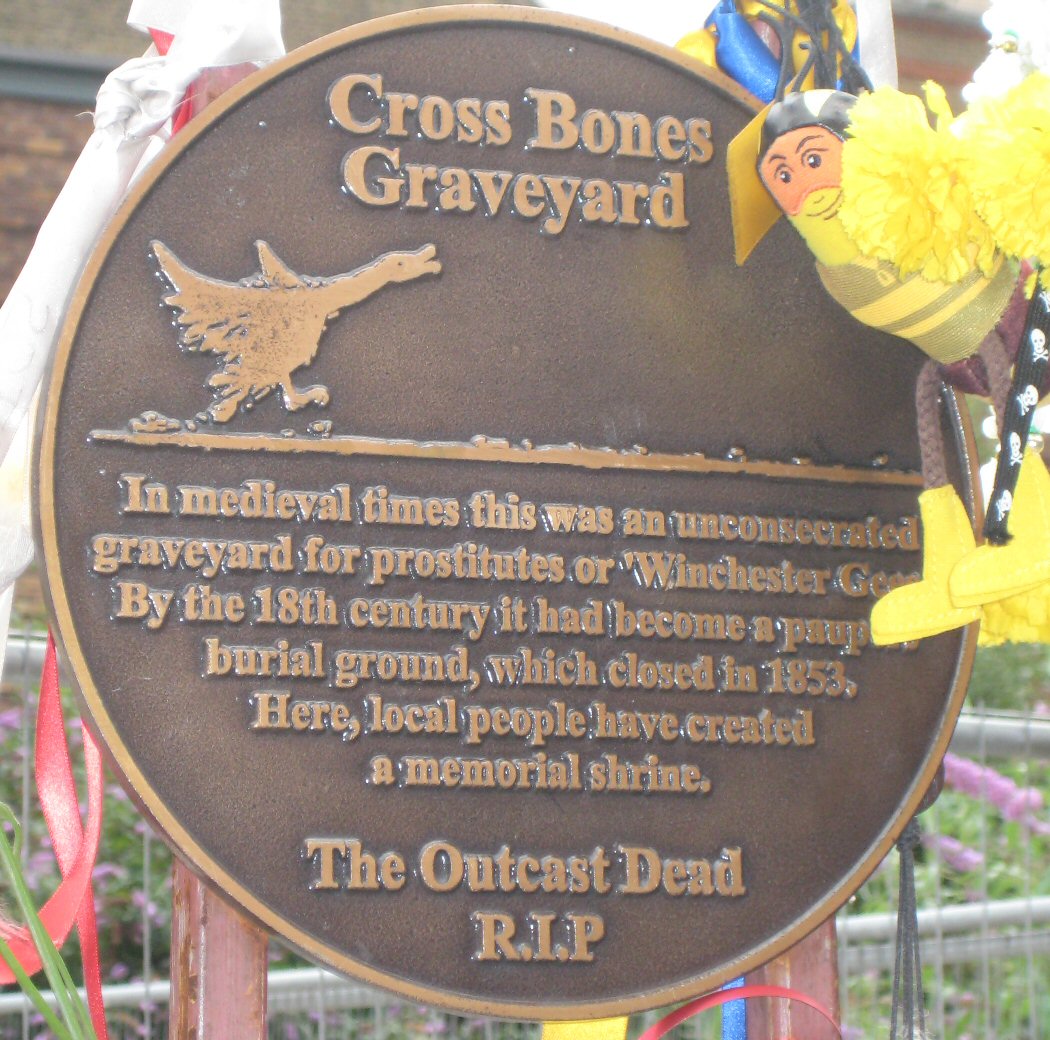 Cross Bones
Graveyard
In medieval times this was an unconsecrated
graveyard for prostitutes or 'Winchester
By the 18th century it had become a
burial ground, which closed in 1853.
Here, local people have created
a memorial shrine.
The Outcast Dead
R.I.P